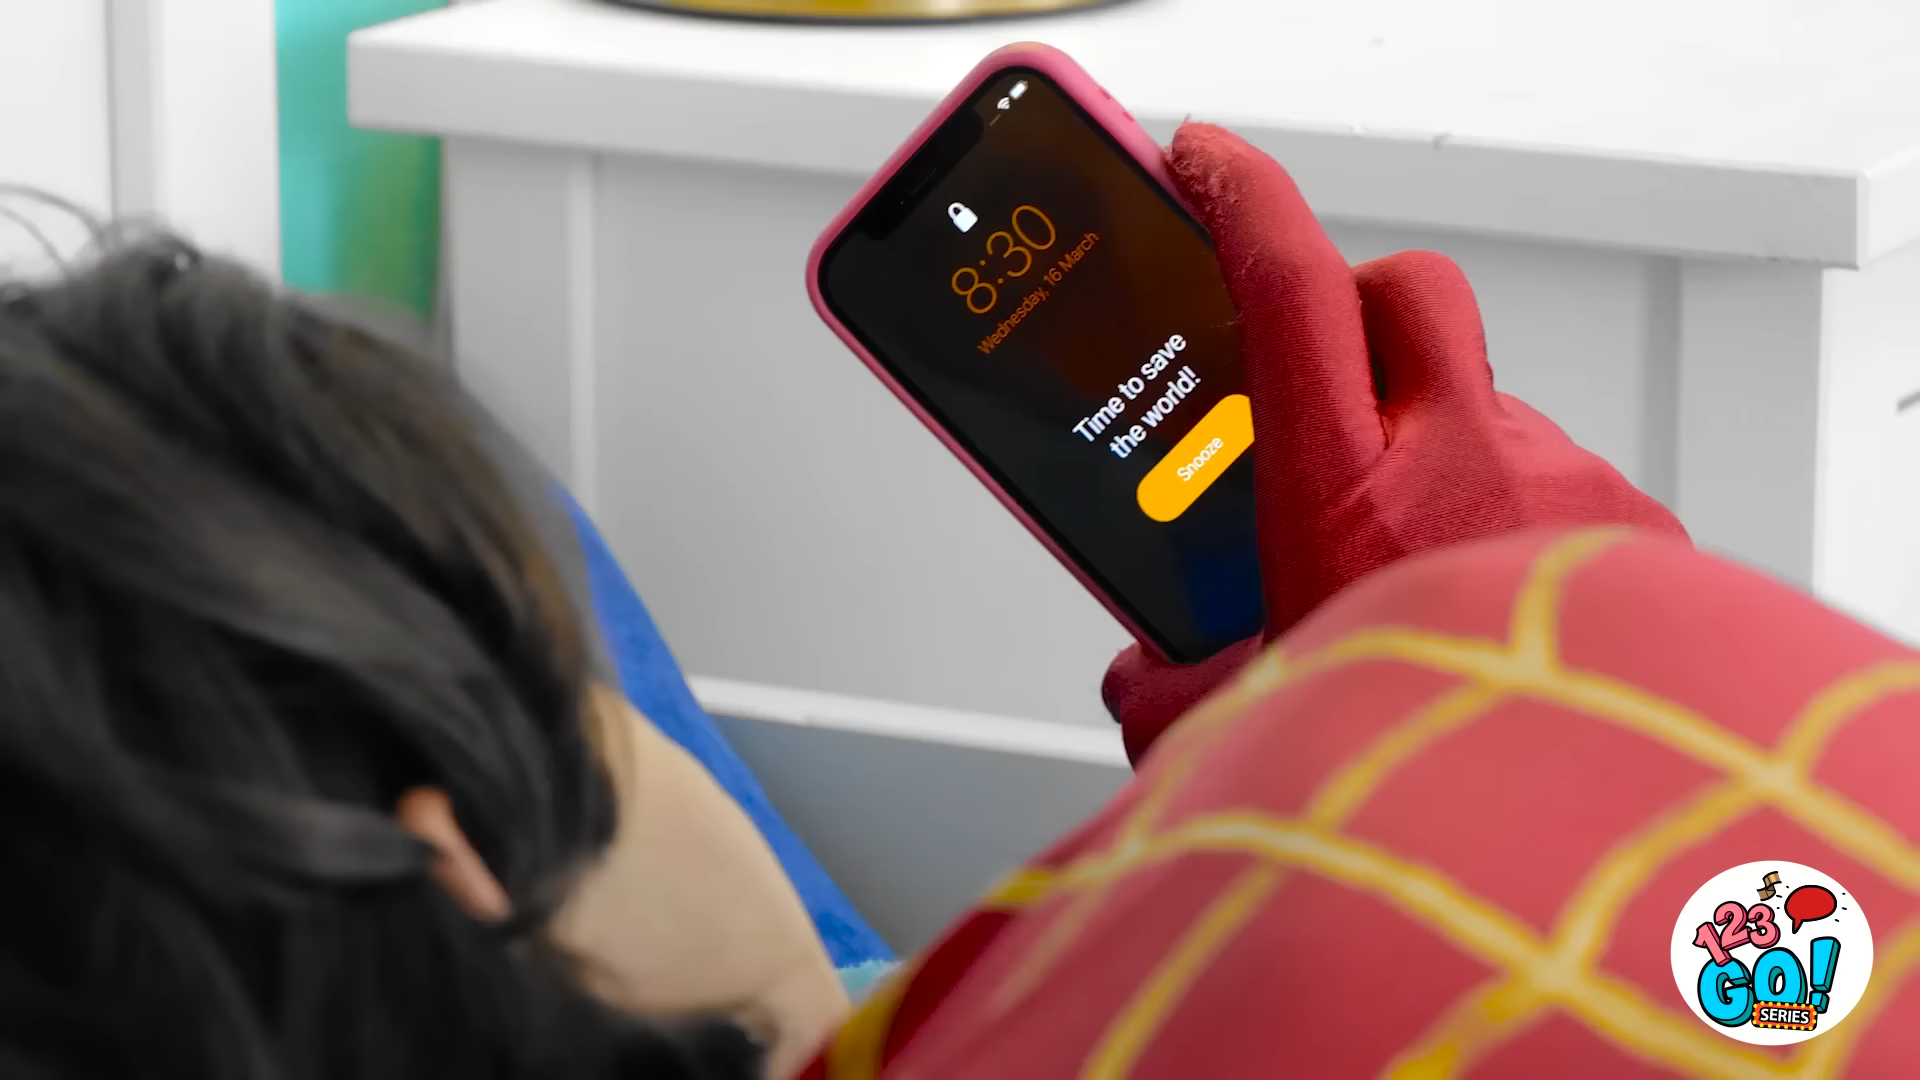 8:30
Wednesday, 16 March
Time to save
the world!
Snooze
123
GO!
SERIES